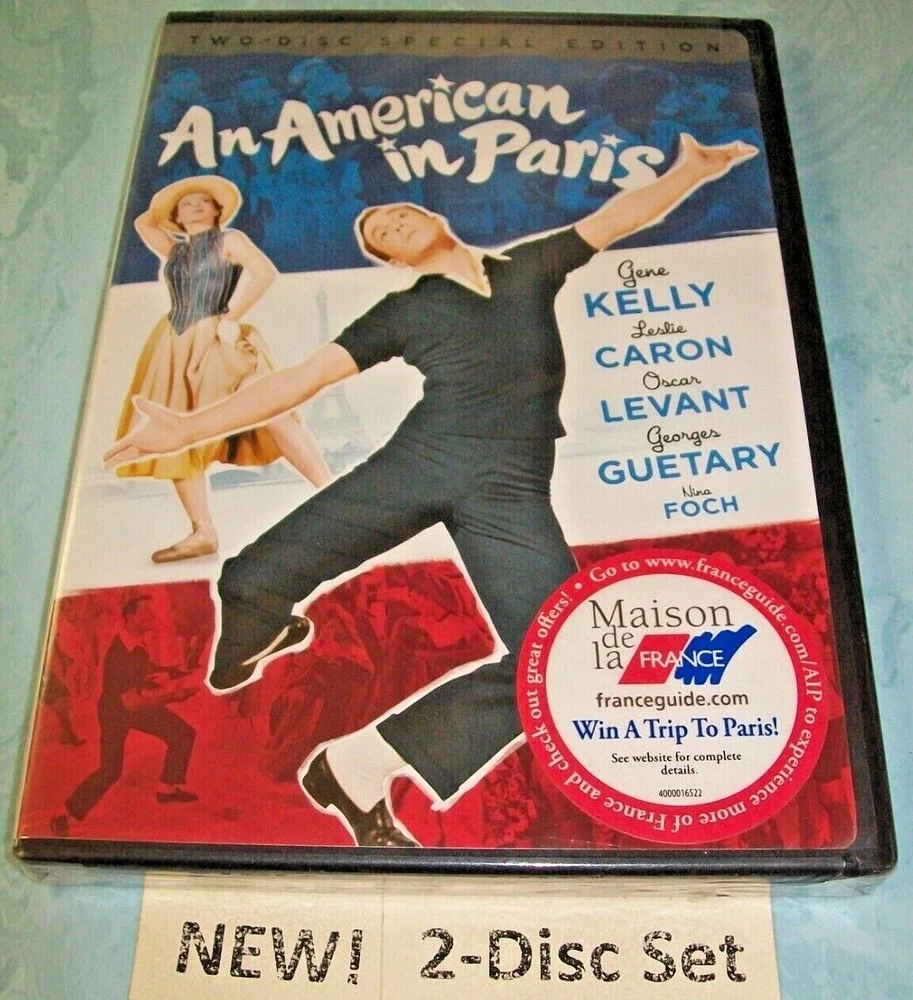 TWO-DISC SPECIAL EDITION
An American
in Paris
Gene
KELLY
Leslie
CARON
Oscar
LEVANT
Georges
GUETARY
Nina
FOCH
• Go to www.franceguide.com/AIP to experience more of France and check out great offers!
Maison
de
la FRANCE
franceguide.com
Win A Trip To Paris!
See website for complete
details.
4000016522
NEW! 2-Disc Set